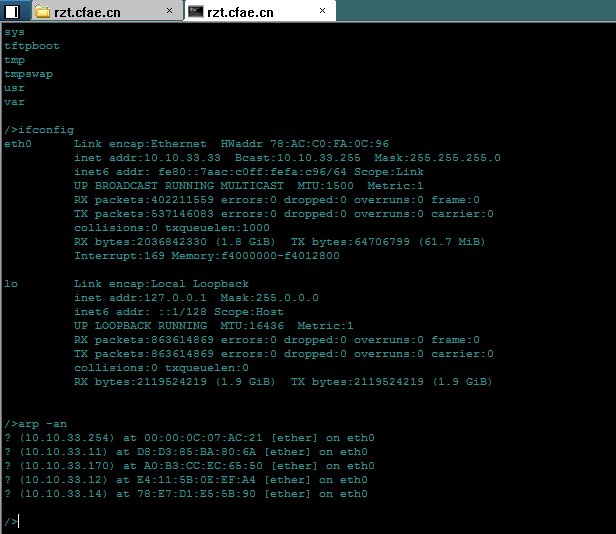 rzt.cfae.cn × rzt.cfae.cn ×
sys
tftpboot
tmp
tmpswap
usr
var
/>ifconfig
eth0 Link encap:Ethernet HWaddr 78:AC:C0:FA:0C:96
inet addr:10.10.33.33 Bcast:10.10.33.255 Mask:255.255.255.0
inet6 addr: fe80::7aac:c0ff:fefa:c96/64 Scope:Link
UP BROADCAST RUNNING MULTICAST MTU:1500 Metric:1
RX packets:402211559 errors:0 dropped:0 overruns:0 frame:0
TX packets:537146083 errors:0 dropped:0 overruns:0 carrier:0
collisions:0 txqueuelen:1000
RX bytes:2036842330 (1.8 GiB) TX bytes:64706799 (61.7 MiB)
Interrupt:169 Memory:f4000000-f4012800
lo Link encap:Local Loopback
inet addr:127.0.0.1 Mask:255.0.0.0
inet6 addr: ::1/128 Scope:Host
UP LOOPBACK RUNNING MTU:16436 Metric:1
RX packets:863614869 errors:0 dropped:0 overruns:0 frame:0
TX packets:863614869 errors:0 dropped:0 overruns:0 carrier:0
collisions:0 txqueuelen:0
RX bytes:2119524219 (1.9 GiB) TX bytes:2119524219 (1.9 GiB)
/>arp -an
? (10.10.33.254) at 00:00:0C:07:AC:21 [ether] on eth0
? (10.10.33.11) at D8:D3:85:BA:80:6A [ether] on eth0
? (10.10.33.170) at A0:B3:CC:EC:65:50 [ether] on eth0
? (10.10.33.12) at E4:11:5B:0E:EF:A4 [ether] on eth0
? (10.10.33.14) at 78:E7:D1:E5:5B:90 [ether] on eth0
/>